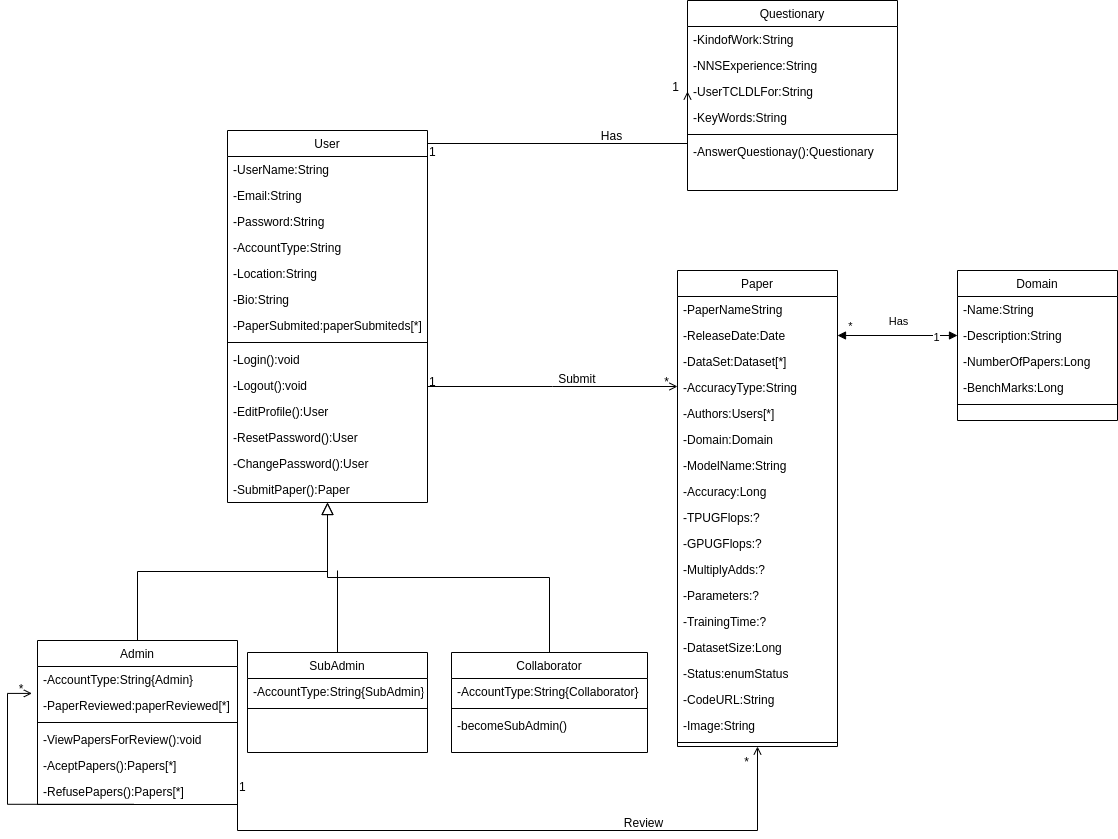 Questionary
-KindofWork:String
-NNSExperience:String
-UserTCLDLFor:String
-KeyWords:String
-AnswerQuestionay():Questionary
1
Has
1
User
-UserName:String
-Email:String
-Password:String
-AccountType:String
-Location:String
-Bio:String
-PaperSubmited:paperSubmiteds[*]
-Login():void
-Logout():void
-EditProfile():User
-ResetPassword():User
-ChangePassword():User
-SubmitPaper():Paper
1
Submit
*
Paper
-PaperNameString
-ReleaseDate:Date
-DataSet:Dataset[*]
-AccuracyType:String
-Authors:Users[*]
-Domain:Domain
-ModelName:String
-Accuracy:Long
-TPUGFlops:?
-GPUGFlops:?
-MultiplyAdds:?
-Parameters:?
-TrainingTime:?
-DatasetSize:Long
-Status:enumStatus
-CodeURL:String
-Image:String
*
Has
1
Domain
-Name:String
-Description:String
-NumberOfPapers:Long
-BenchMarks:Long
Admin
-AccountType:String{Admin}
-PaperReviewed:paperReviewed[*]
-ViewPapersForReview():void
-AceptPapers():Papers[*]
-RefusePapers():Papers[*]
*
SubAdmin
-AccountType:String{SubAdmin}
Collaborator
-AccountType:String{Collaborator}
-becomeSubAdmin()
1
Review
*